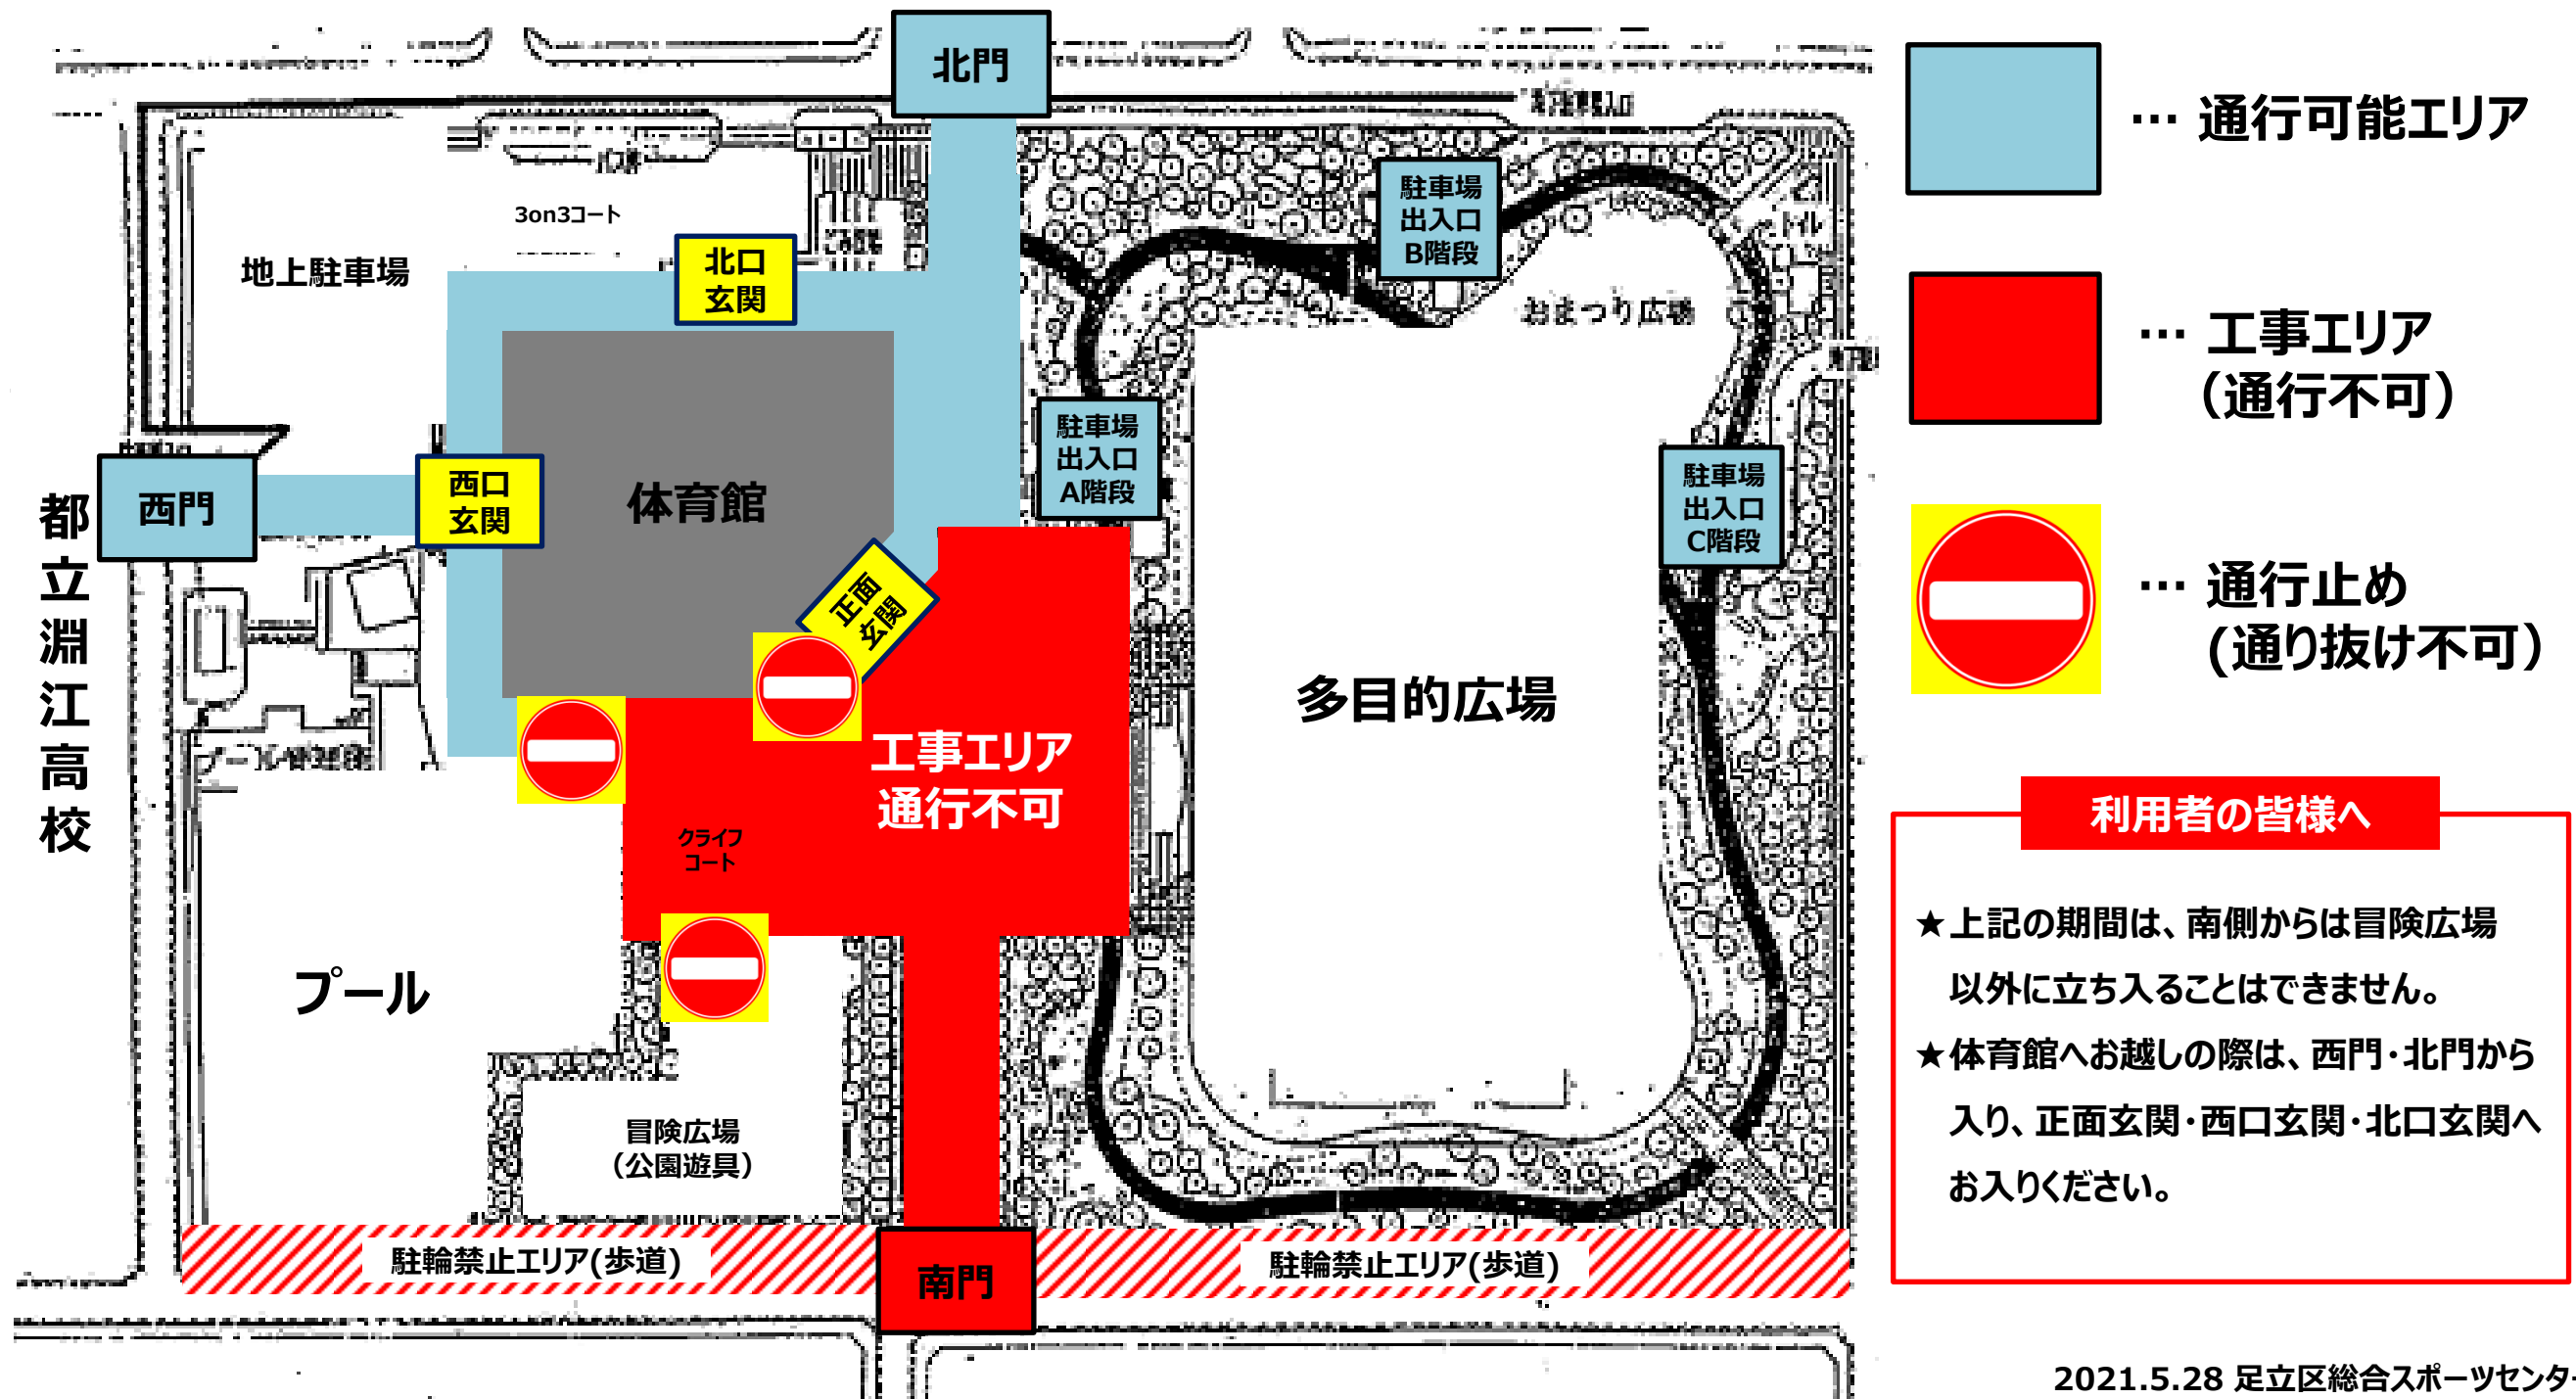 北門
… 通行可能エリア
バス停
3on3コート
駐車場
出入口
B階段
トイレ
地上駐車場
北口
玄関
おまつり広場
… 工事エリア
（通行不可）
駐車場
出入口
A階段
駐車場
出入口
C階段
西門
西口
玄関
体育館
都立淵江高校
正面
玄関
… 通行止め
(通り抜け不可）
多目的広場
工事エリア
通行不可
プール管理棟
クライフ
コート
利用者の皆様へ
★上記の期間は、南側からは冒険広場
以外に立ち入ることはできません。
★体育館へお越しの際は、西門・北門から
入り、正面玄関・西口玄関・北口玄関へ
お入りください。
プール
冒険広場
（公園遊具）
駐輪禁止エリア(歩道)
南門
駐輪禁止エリア(歩道)
2021.5.28 足立区総合スポーツセンタ